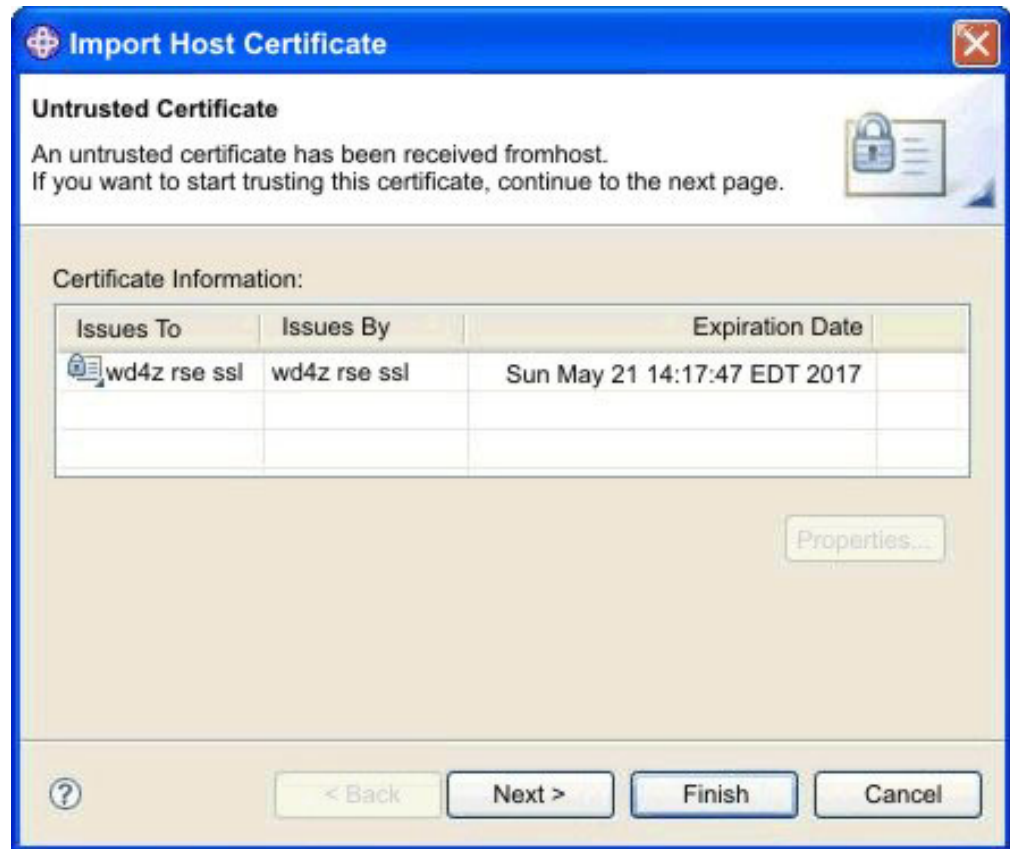 Import Host Certificate
Untrusted Certificate
An untrusted certificate has been received fromhost.
If you want to start trusting this certificate, continue to the next page.
Certificate Information:
Issues To Issues By Expiration Date
wd4z rse ssl wd4z rse ssl Sun May 21 14:17:47 EDT 2017
Properties...
? < Back Next > Finish Cancel